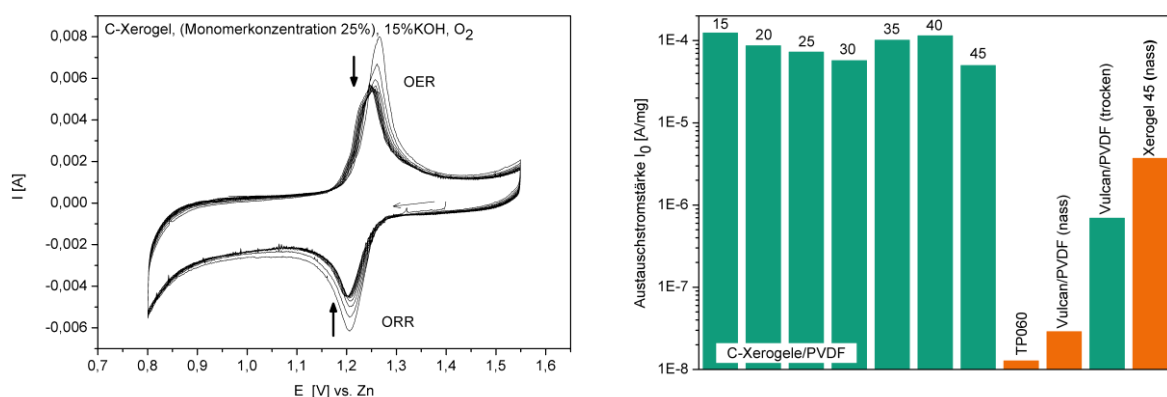 C-Xerogel, (Monomerkonzentration 25%), 15%KOH, O2
0,008
0,006
0,004
0,002
0,000
-0,002
-0,004
-0,006
I [A]
OER
ORR
0,7 0,8 0,9 1,0 1,1 1,2 1,3 1,4 1,5 1,6
E [V] vs. Zn
Austauschstromstärke I0 [A/mg]
1E-4
1E-5
1E-6
1E-7
1E-8
15 20 25 30 35 40 45
TP060
Vulcan/PVDF (nass)
Vulcan/PVDF (trocken)
Xerogel 45 (nass)
C-Xerogele/PVDF